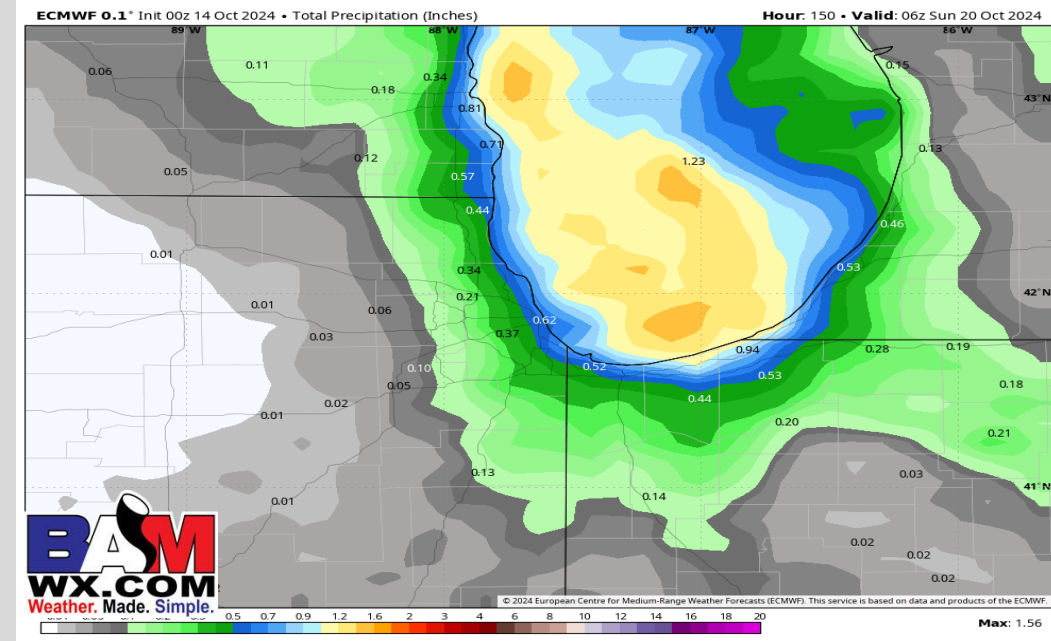 ECMWF 0.1° Init 00z 14 Oct 2024 • Total Precipitation (Inches)
Hour: 150 • Valid: 06z Sun 20 Oct 2024
89°W 88°W 87°W 86°W
0.06 0.11 0.18 0.34 0.15
0.81 43°N
0.12 0.71 1.23 0.13
0.05 0.57
0.44 0.46
0.01 0.34 0.53
0.01 0.21 42°N
0.06 0.62
0.03 0.37 0.94 0.28 0.19
0.10 0.52 0.53
0.05 0.18
0.02 0.44
0.01 0.20 0.21
0.13 0.03
0.01 0.14 41°N
0.02
0.02
0.02
BAM
WX.COM
Weather. Made. Simple.
© 2024 European Centre for Medium-Range Weather Forecasts (ECMWF). This service is based on data and products of the ECMWF.
0.5 0.7 0.9 1.2 1.6 2 3 4 6 8 10 12 14 16 18 20
Max: 1.56